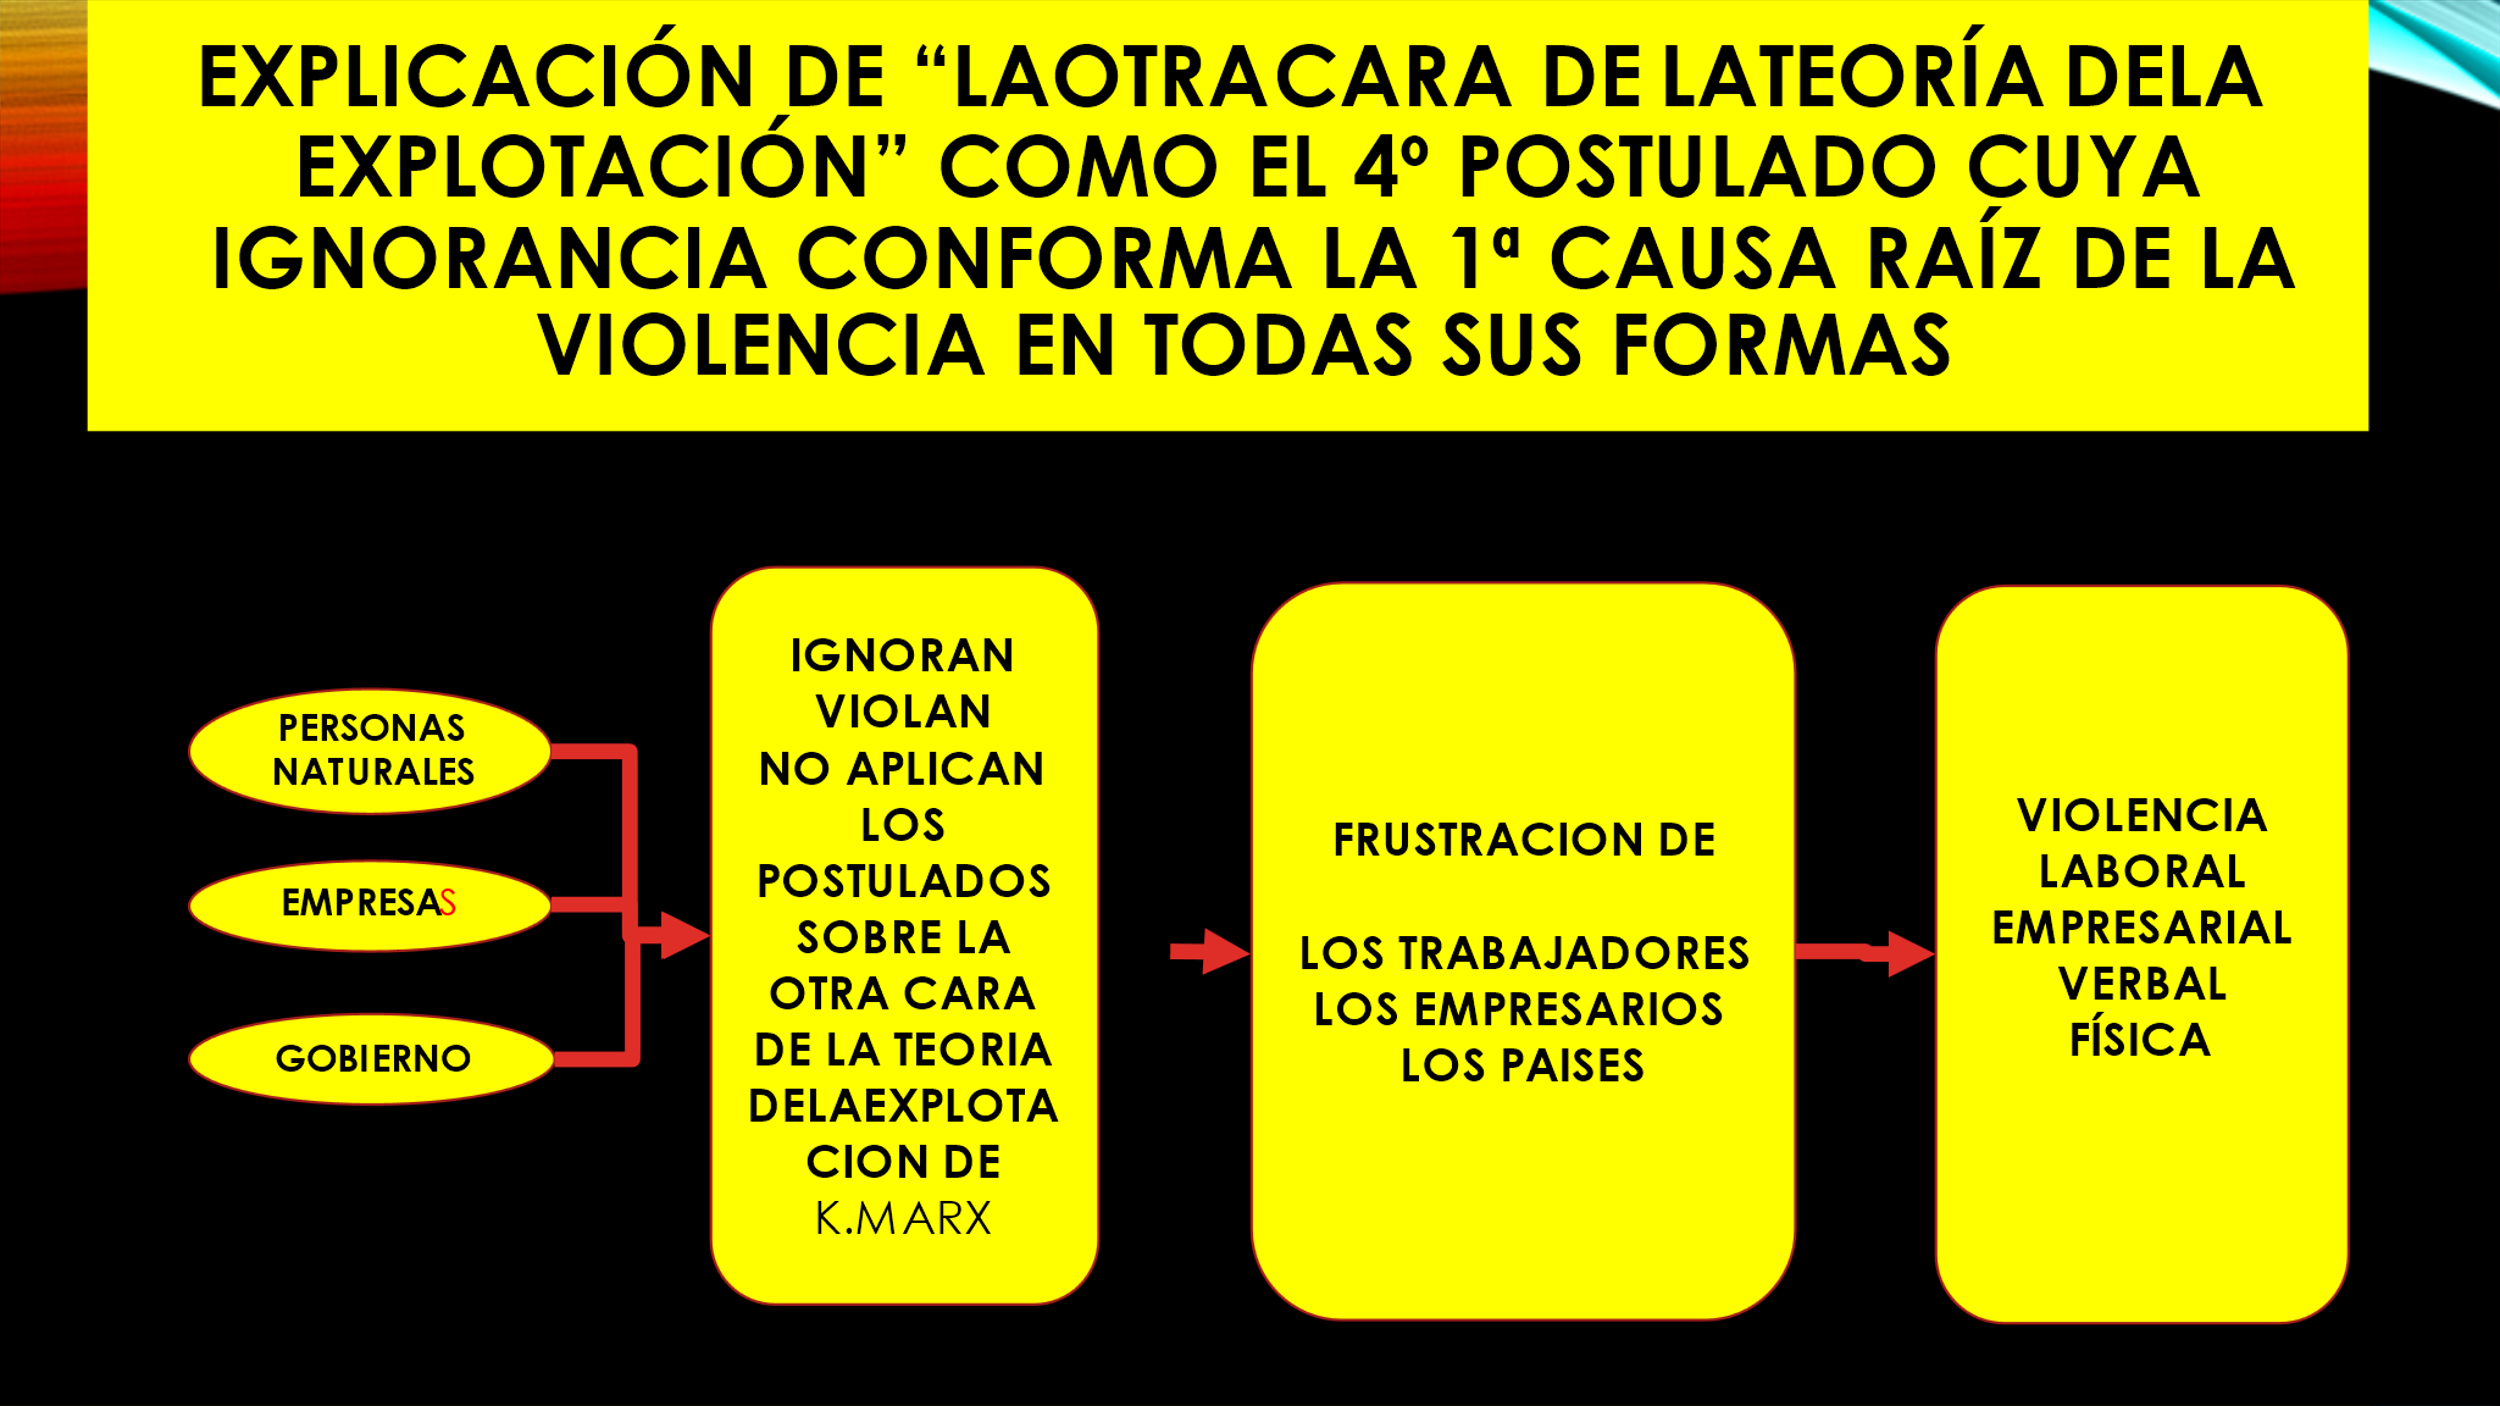 EXPLICACIÓN DE “LAOTRACARA DE LATEORÍA DELA
EXPLOTACIÓN” COMO EL 4º POSTULADO CUYA
IGNORANCIA CONFORMA LA 1ª CAUSA RAÍZ DE LA
VIOLENCIA EN TODAS SUS FORMAS
PERSONAS
NATURALES
EMPRESAS
GOBIERNO
IGNORAN
VIOLAN
NO APLICAN
LOS
POSTULADOS
SOBRE LA
OTRA CARA
DE LA TEORIA
DELAEXPLOTA
CION DE
K.MARX
FRUSTRACION DE
LOS TRABAJADORES
LOS EMPRESARIOS
LOS PAISES
VIOLENCIA
LABORAL
EMPRESARIAL
VERBAL
FÍSICA